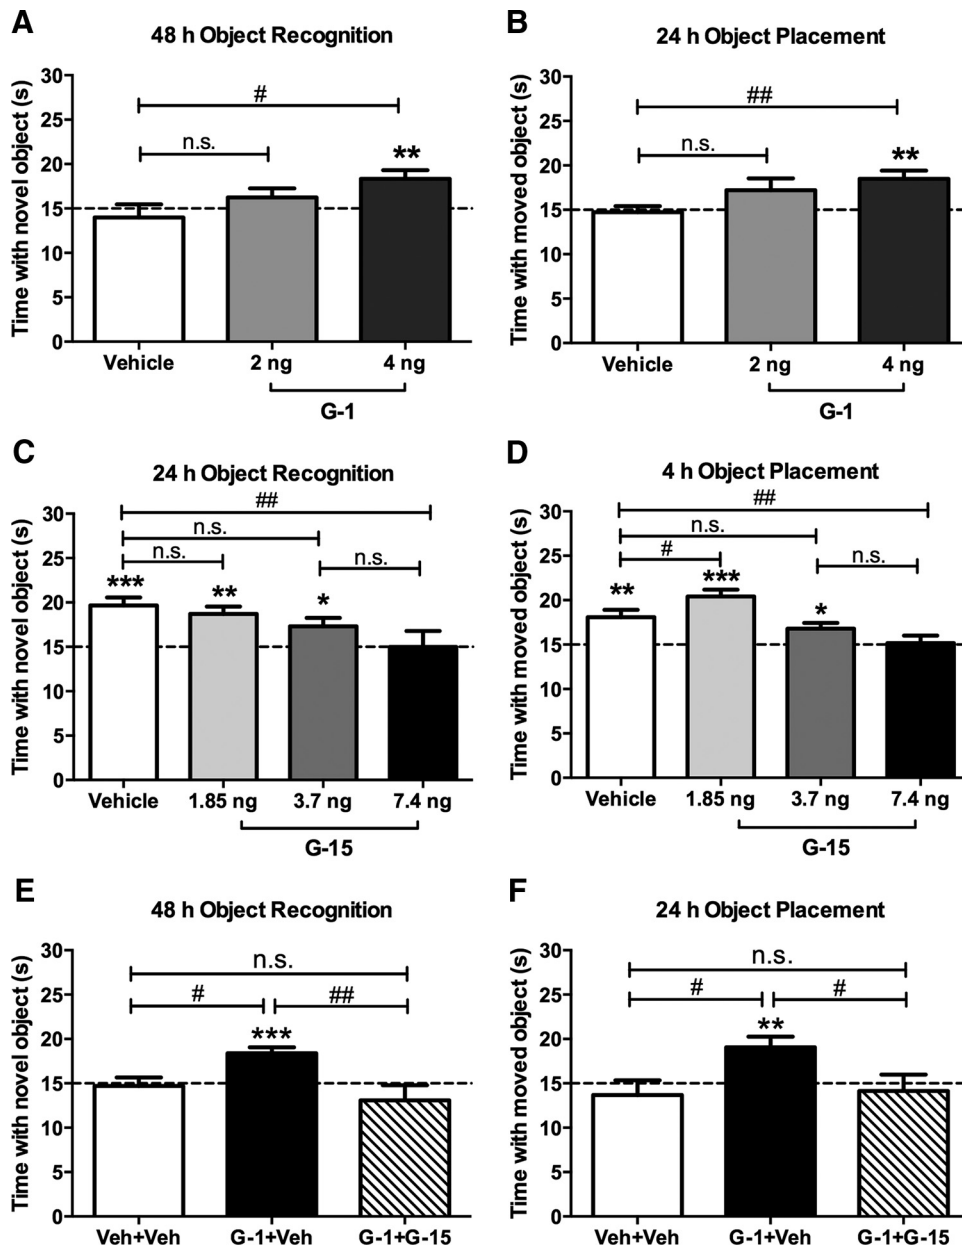 A
48 h Object Recognition
Time with novel object (s)
30
25
20
15
10
5
0
#
n.s.
**
Vehicle
2 ng
4 ng
G-1
B
24 h Object Placement
Time with moved object (s)
30
25
20
15
10
5
0
##
n.s.
**
Vehicle
2 ng
4 ng
G-1
C
24 h Object Recognition
Time with novel object (s)
30
25
20
15
10
5
0
##
n.s.
n.s.
n.s.
***
**
*
Vehicle
1.85 ng
3.7 ng
7.4 ng
G-15
D
4 h Object Placement
Time with moved object (s)
30
25
20
15
10
5
0
##
n.s.
#
n.s.
**
***
*
Vehicle
1.85 ng
3.7 ng
7.4 ng
G-15
E
48 h Object Recognition
Time with novel object (s)
30
25
20
15
10
5
0
n.s.
#
##
***
Veh+Veh
G-1+Veh
G-1+G-15
F
24 h Object Placement
Time with moved object (s)
30
25
20
15
10
5
0
n.s.
#
#
**
Veh+Veh
G-1+Veh
G-1+G-15